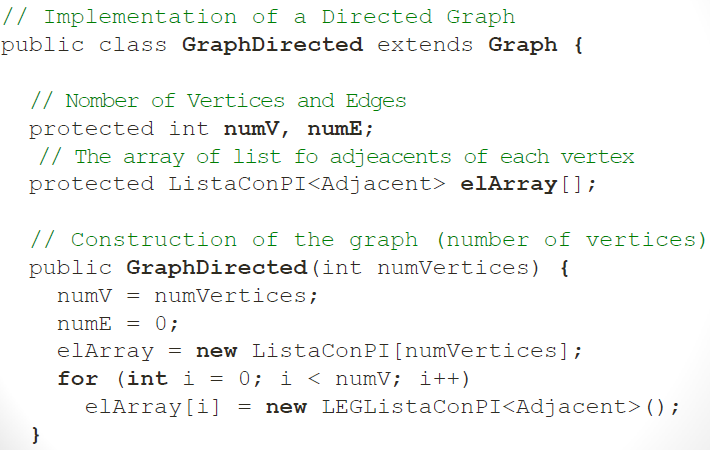 // Implementation of a Directed Graph
public class GraphDirected extends Graph {
// Nomber of Vertices and Edges
protected int numV, numE;
// The array of list fo adjeacents of each vertex
protected ListaConPI<Adjacent> elArray[];
// Construction of the graph (number of vertices)
public GraphDirected(int numVertices) {
numV = numVertices;
numE = 0;
elArray = new ListaConPI[numVertices];
for (int i = 0; i < numV; i++)
elArray[i] = new LEGListaConPI<Adjacent>();
}